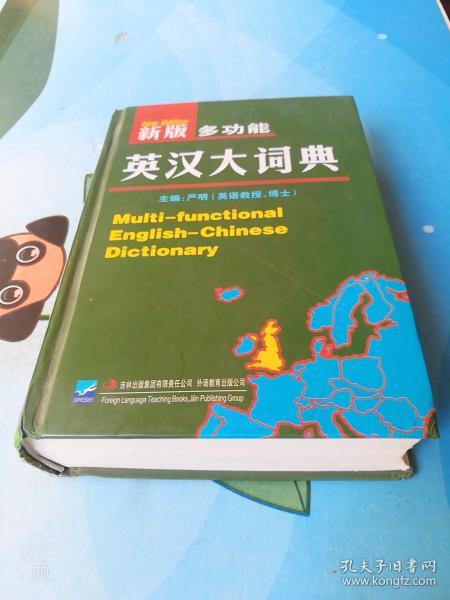 New Edition
新版 多功能
英汉大词典
主编:严明(英语教授、博士)
Multi-functional
English-Chinese
Dictionary
吉林出版集团有限责任公司 外语教育出版公司
Foreign Language Teaching Books,Jilin Publishing Group
EXPRESSKEY
孔夫子旧书网
www.kongfz.com